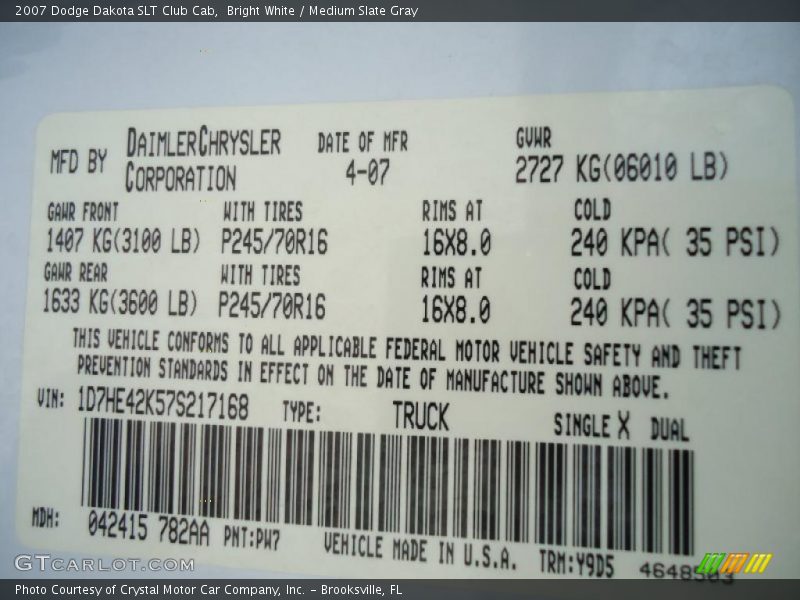 2007 Dodge Dakota SLT Club Cab,  Bright White / Medium Slate Gray
MFD BY DAIMLERCHRYSLER CORPORATION
DATE OF MFR 4-07
GVWR 2727 KG(06010 LB)
GAWR FRONT WITH TIRES RIMS AT COLD
1407 KG(3100 LB) P245/70R16 16X8.0 240 KPA( 35 PSI)
GAWR REAR WITH TIRES RIMS AT COLD
1633 KG(3600 LB) P245/70R16 16X8.0 240 KPA( 35 PSI)
THIS VEHICLE CONFORMS TO ALL APPLICABLE FEDERAL MOTOR VEHICLE SAFETY AND THEFT
PREVENTION STANDARDS IN EFFECT ON THE DATE OF MANUFACTURE SHOWN ABOVE.
VIN: 1D7HE42K57S217168 TYPE: TRUCK SINGLE X DUAL
MDH: 042415 782AA PNT:PW7 VEHICLE MADE IN U.S.A. TRM:Y9D5 4648503
GTCARLOT.COM
Photo Courtesy of Crystal Motor Car Company, Inc. – Brooksville, FL